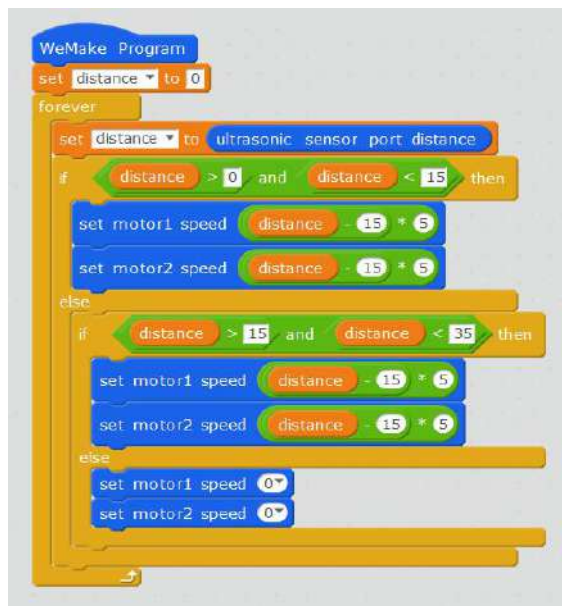 WeMake Program
set distance to 0
forever
set distance to ultrasonic sensor port distance
if distance > 0 and distance < 15 then
set motor1 speed distance - 15 * 5
set motor2 speed distance - 15 * 5
else
if distance > 15 and distance < 35 then
set motor1 speed distance - 15 * 5
set motor2 speed distance - 15 * 5
else
set motor1 speed 0
set motor2 speed 0